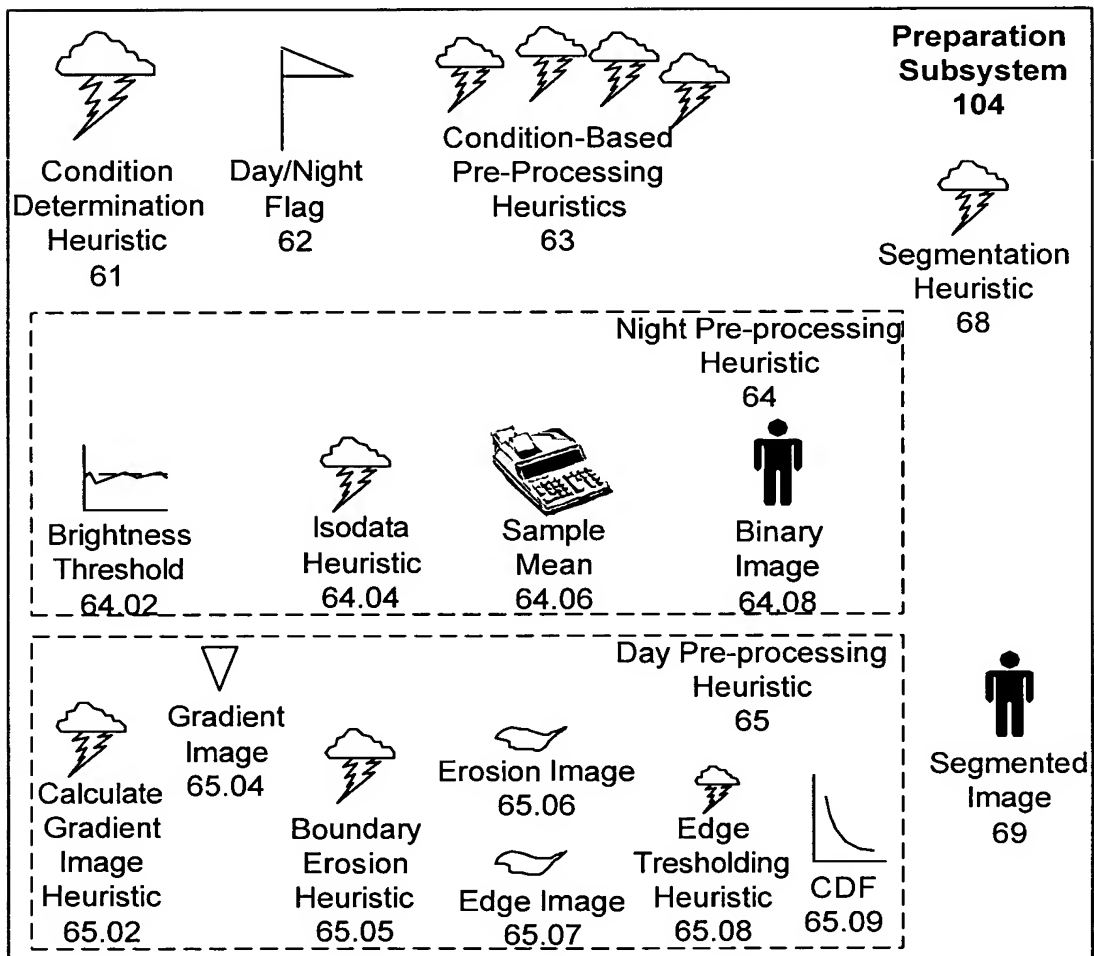 Preparation
Subsystem
104
Condition
Determination
Heuristic
61
Day/Night
Flag
62
Condition-Based
Pre-Processing
Heuristics
63
Segmentation
Heuristic
68
Night Pre-processing
Heuristic
64
Brightness
Threshold
64.02
Isodata
Heuristic
64.04
Sample
Mean
64.06
Binary
Image
64.08
Day Pre-processing
Heuristic
65
Calculate
Gradient
Image
Heuristic
65.02
Gradient
Image
65.04
Boundary
Erosion
Heuristic
65.05
Erosion Image
65.06
Edge Image
65.07
Edge
Tresholding
Heuristic
65.08
CDF
65.09
Segmented
Image
69